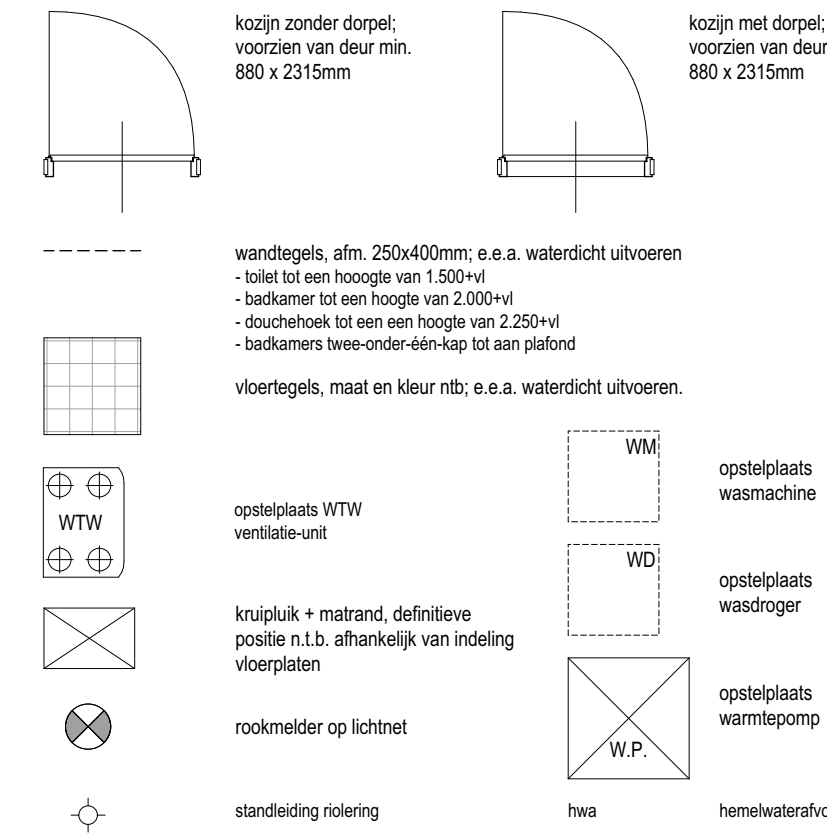 kozijn zonder dorpel;
voorzien van deur min.
880 x 2315mm
kozijn met dorpel;
voorzien van deur
880 x 2315mm
wandtegels, afm. 250x400mm; e.e.a. waterdicht uitvoeren
- toilet tot een hooogte van 1.500+vl
- badkamer tot een hoogte van 2.000+vl
- douchehoek tot een een hoogte van 2.250+vl
- badkamers twee-onder-één-kap tot aan plafond
vloertegels, maat en kleur ntb; e.e.a. waterdicht uitvoeren.
WTW
opstelplaats WTW
ventilatie-unit
WM
opstelplaats
wasmachine
WD
opstelplaats
wasdroger
kruipluik + matrand, definitieve
positie n.t.b. afhankelijk van indeling
vloerplaten
W.P.
opstelplaats
warmtepomp
rookmelder op lichtnet
standleiding riolering
hwa